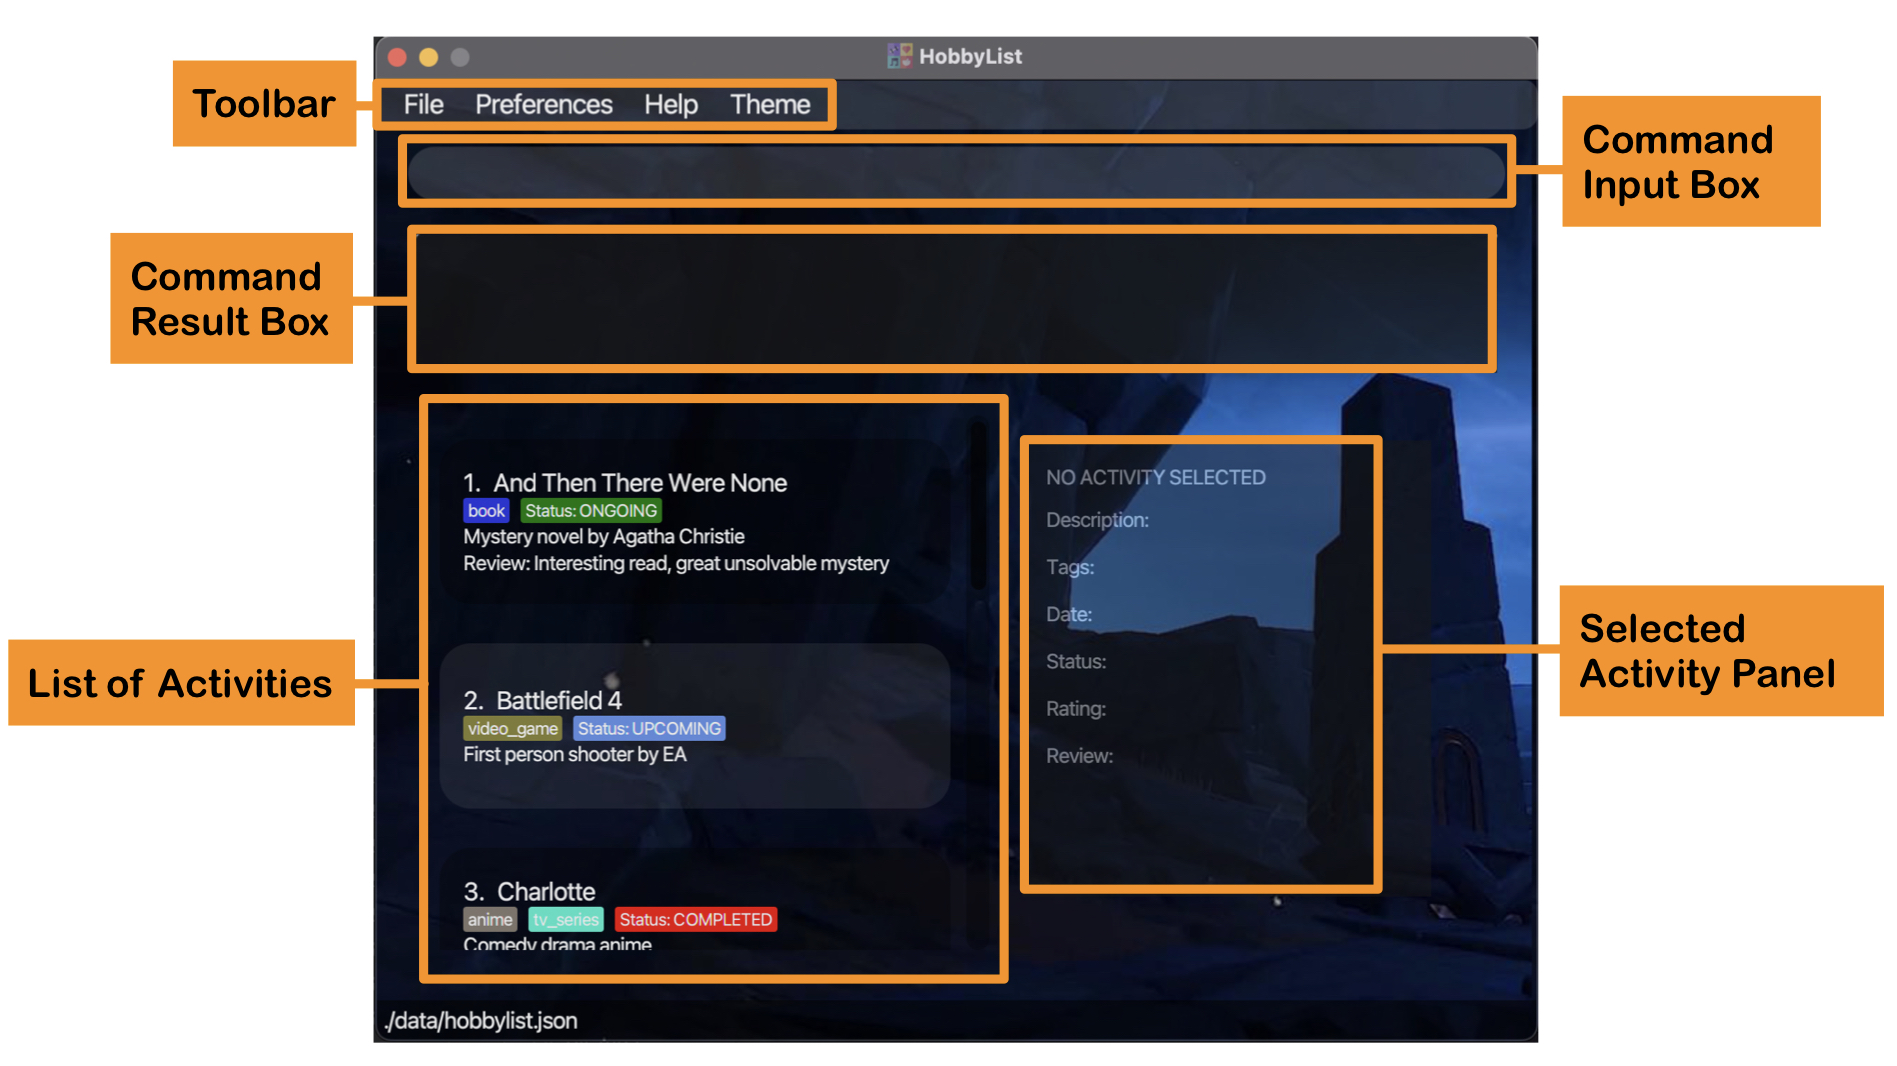 HobbyList
Toolbar
File Preferences Help Theme
Command
Input Box
Command
Result Box
List of Activities
1. And Then There Were None
book Status: ONGOING
Mystery novel by Agatha Christie
Review: Interesting read, great unsolvable mystery
2. Battlefield 4
video_game Status: UPCOMING
First person shooter by EA
3. Charlotte
anime tv_series Status: COMPLETED
Comedy drama anime
NO ACTIVITY SELECTED
Description:
Tags:
Date:
Status:
Rating:
Review:
Selected
Activity Panel
./data/hobbylist.json